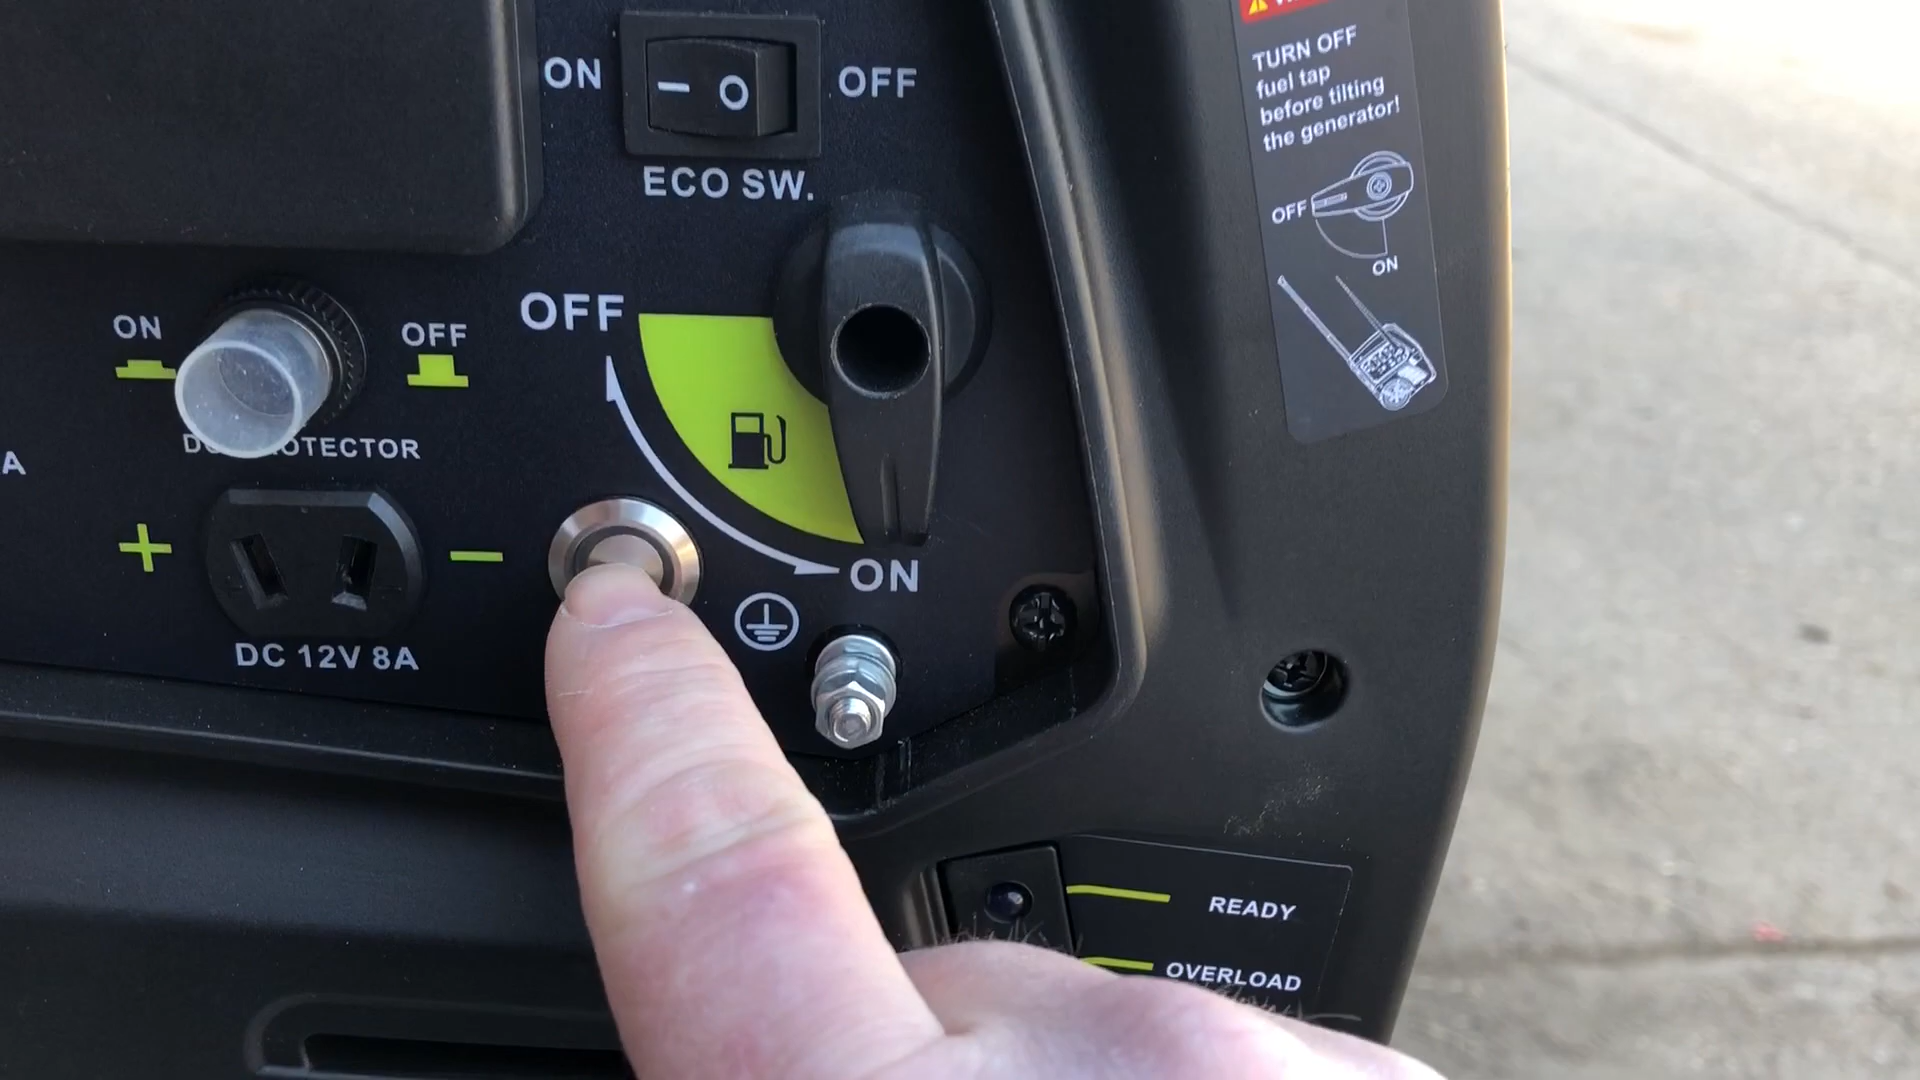 ON
OFF
ECO SW.
TURN OFF
fuel tap
before tilting
the generator!
OFF
ON
ON
OFF
OFF
A
+
−
DC 12V 8A
ON
READY
OVERLOAD